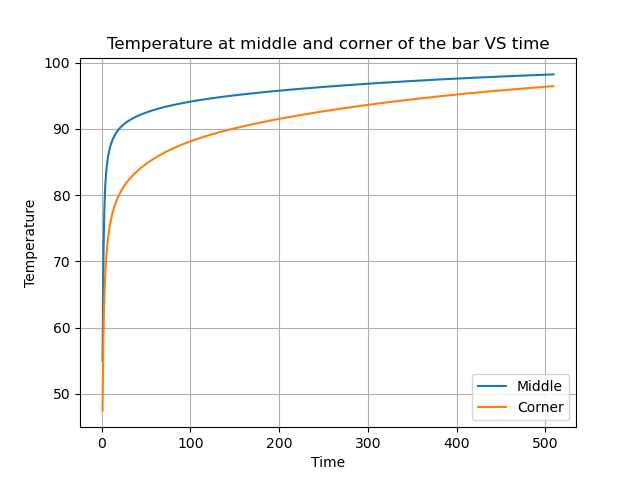 Temperature at middle and corner of the bar VS time
100
90
80
70
60
50
Temperature
0
100
200
300
400
500
Time
Middle
Corner